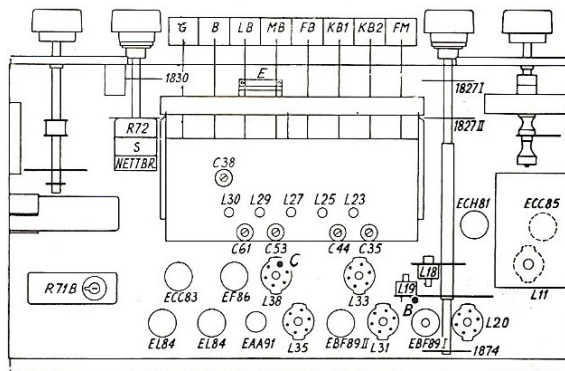 G B LB MB FB KB1 KB2 FM
E
1830
1827I
R72
1827II
S
NETTBR.
C38
L30 L29 L27 L25 L23
ECH81 ECC85
C61 C53 C44 C35
C
L18
R71B
L19
L11
ECC83 EF86 L38 L33
B
L20
EL84 EL84 EAA91 L35 EBF89II L31 EBF89I
1874